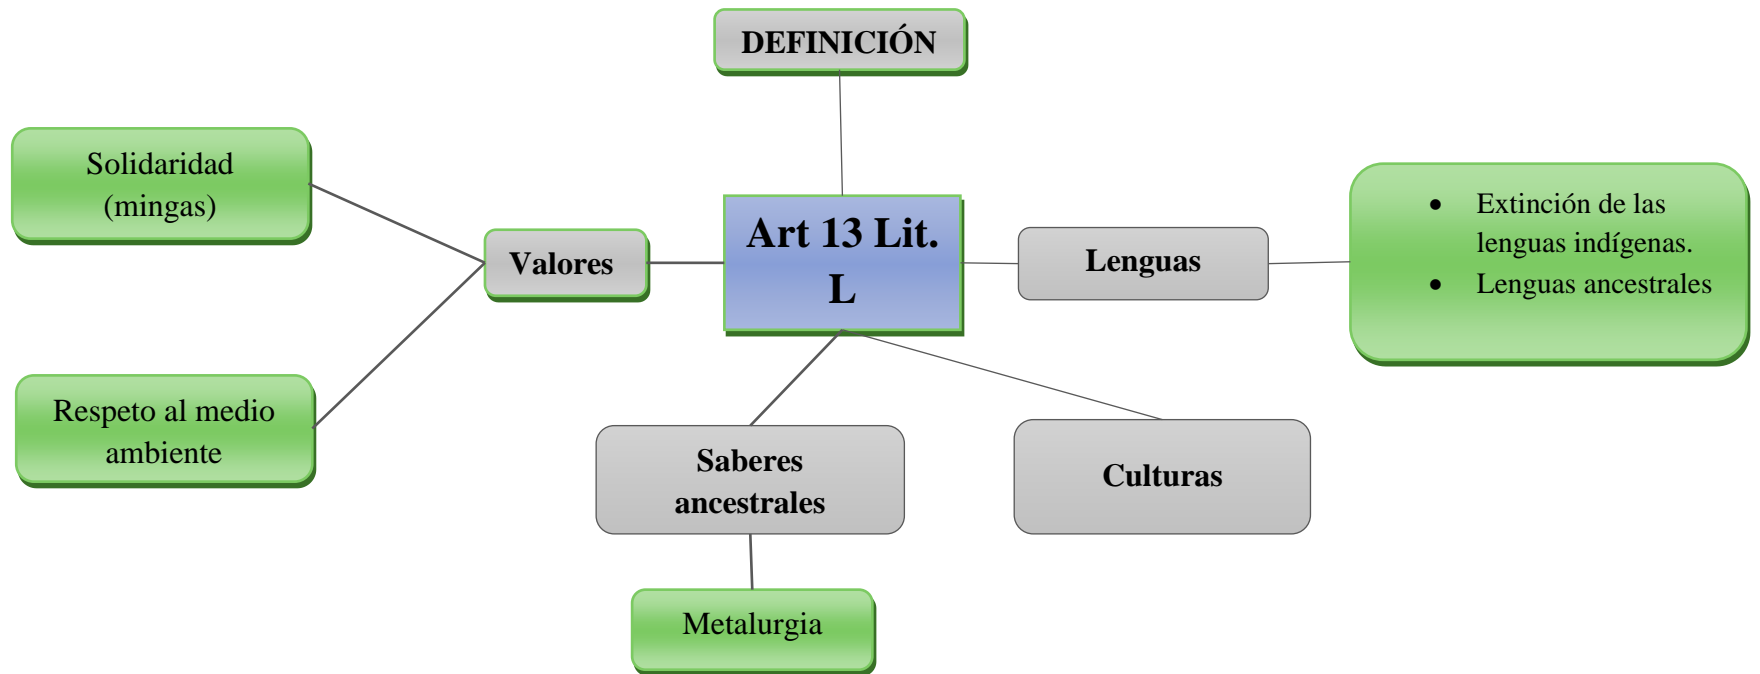 DEFINICIÓN
Solidaridad
(mingas)
Valores
Art 13 Lit.
L
Lenguas
• Extinción de las
lenguas indígenas.
• Lenguas ancestrales
Respeto al medio
ambiente
Saberes
ancestrales
Culturas
Metalurgia